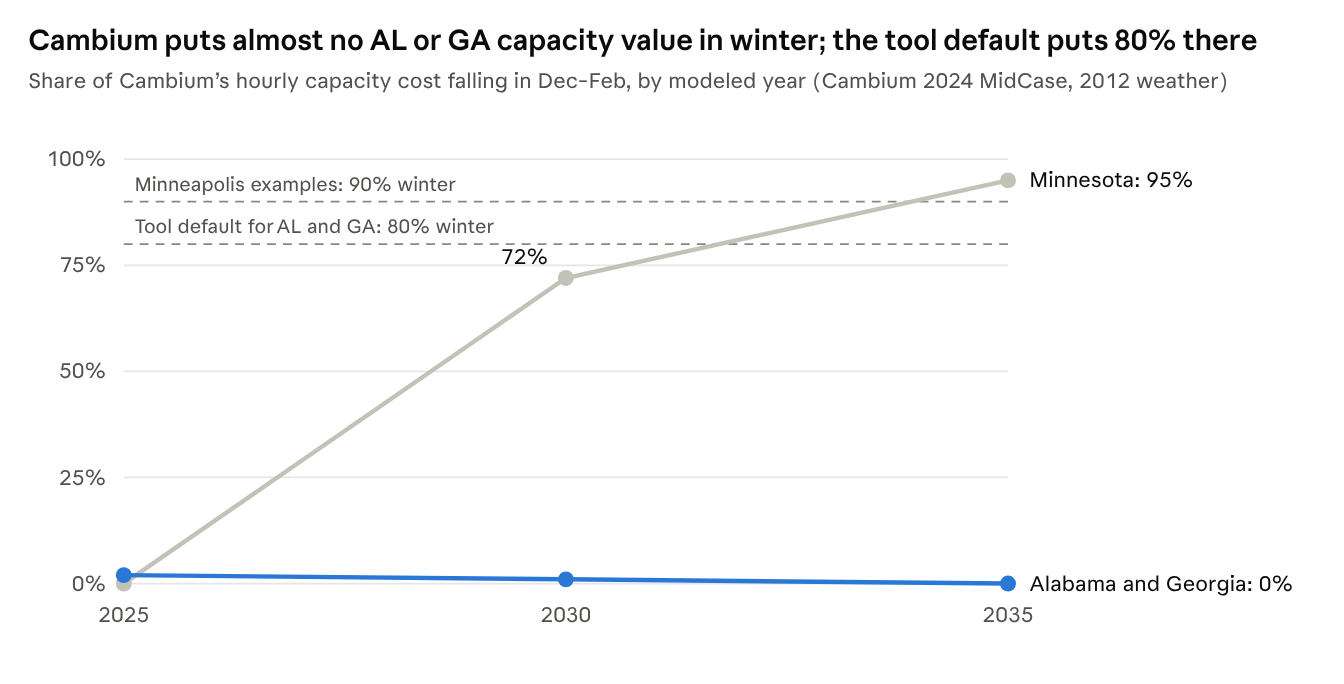 Cambium puts almost no AL or GA capacity value in winter; the tool default puts 80% there
Share of Cambium’s hourly capacity cost falling in Dec–Feb, by modeled year (Cambium 2024 MidCase, 2012 weather)
100%
Minneapolis examples: 90% winter
Minnesota: 95%
Tool default for AL and GA: 80% winter
72%
75%
50%
25%
0%
Alabama and Georgia: 0%
2025
2030
2035